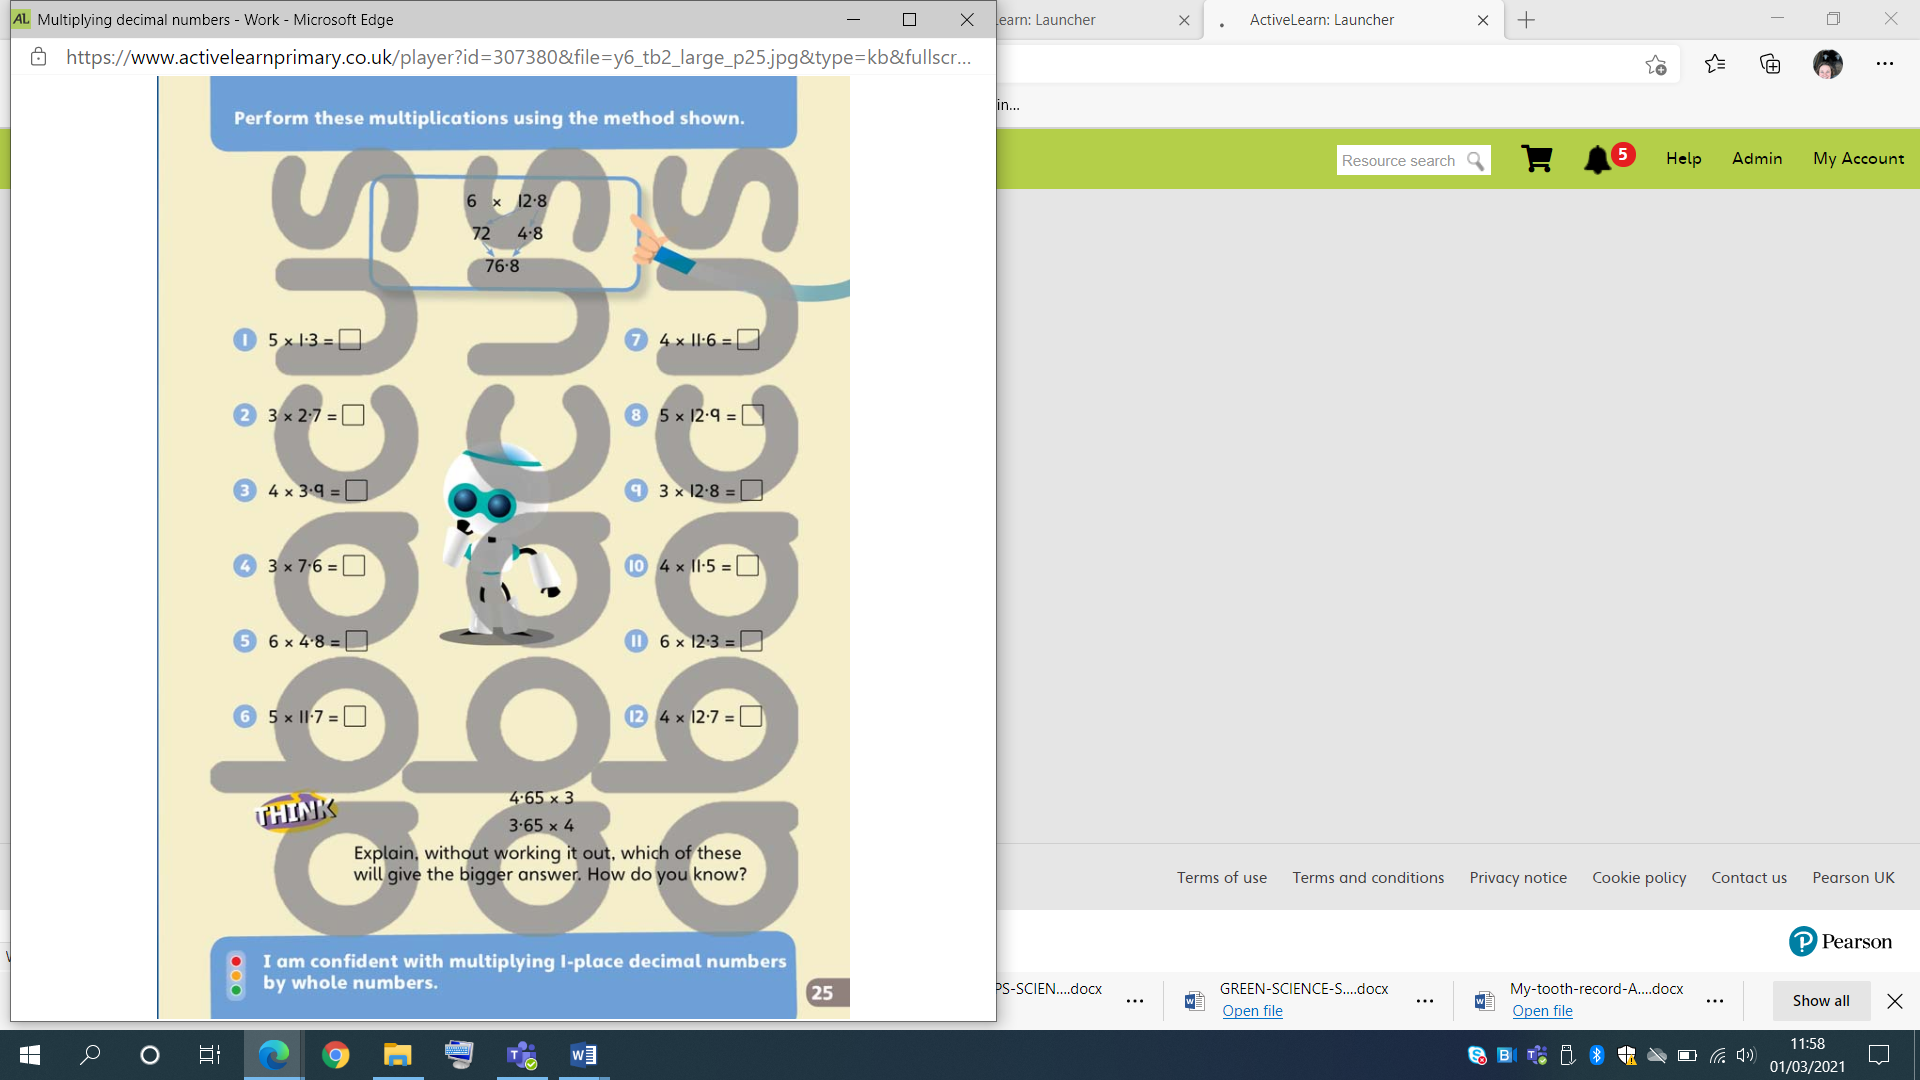 Multiplying decimal numbers - Work - Microsoft Edge
https://www.activelearnprimary.co.uk/player?id=307380&file=y6_tb2_large_p25.jpg&type=kb&fullscr...
earn: Launcher
ActiveLearn: Launcher
in...
Resource search
5
Help
Admin
My Account
Perform these multiplications using the method shown.
6 × 12·8
72 4·8
76·8
1 5 × 1·3 =
2 3 × 2·7 =
3 4 × 3·9 =
4 3 × 7·6 =
5 6 × 4·8 =
6 5 × 11·7 =
7 4 × 11·6 =
8 5 × 12·9 =
9 3 × 12·8 =
10 4 × 11·5 =
11 6 × 12·3 =
12 4 × 12·7 =
abacus
abacus
abacus
THINK
4·65 × 3
3·65 × 4
Explain, without working it out, which of these
will give the bigger answer. How do you know?
I am confident with multiplying 1-place decimal numbers
by whole numbers.
25
Terms of use
Terms and conditions
Privacy notice
Cookie policy
Contact us
Pearson UK
Pearson
PS-SCIEN....docx
GREEN-SCIENCE-S....docx
Open file
My-tooth-record-A....docx
Open file
Show all
11:58
01/03/2021